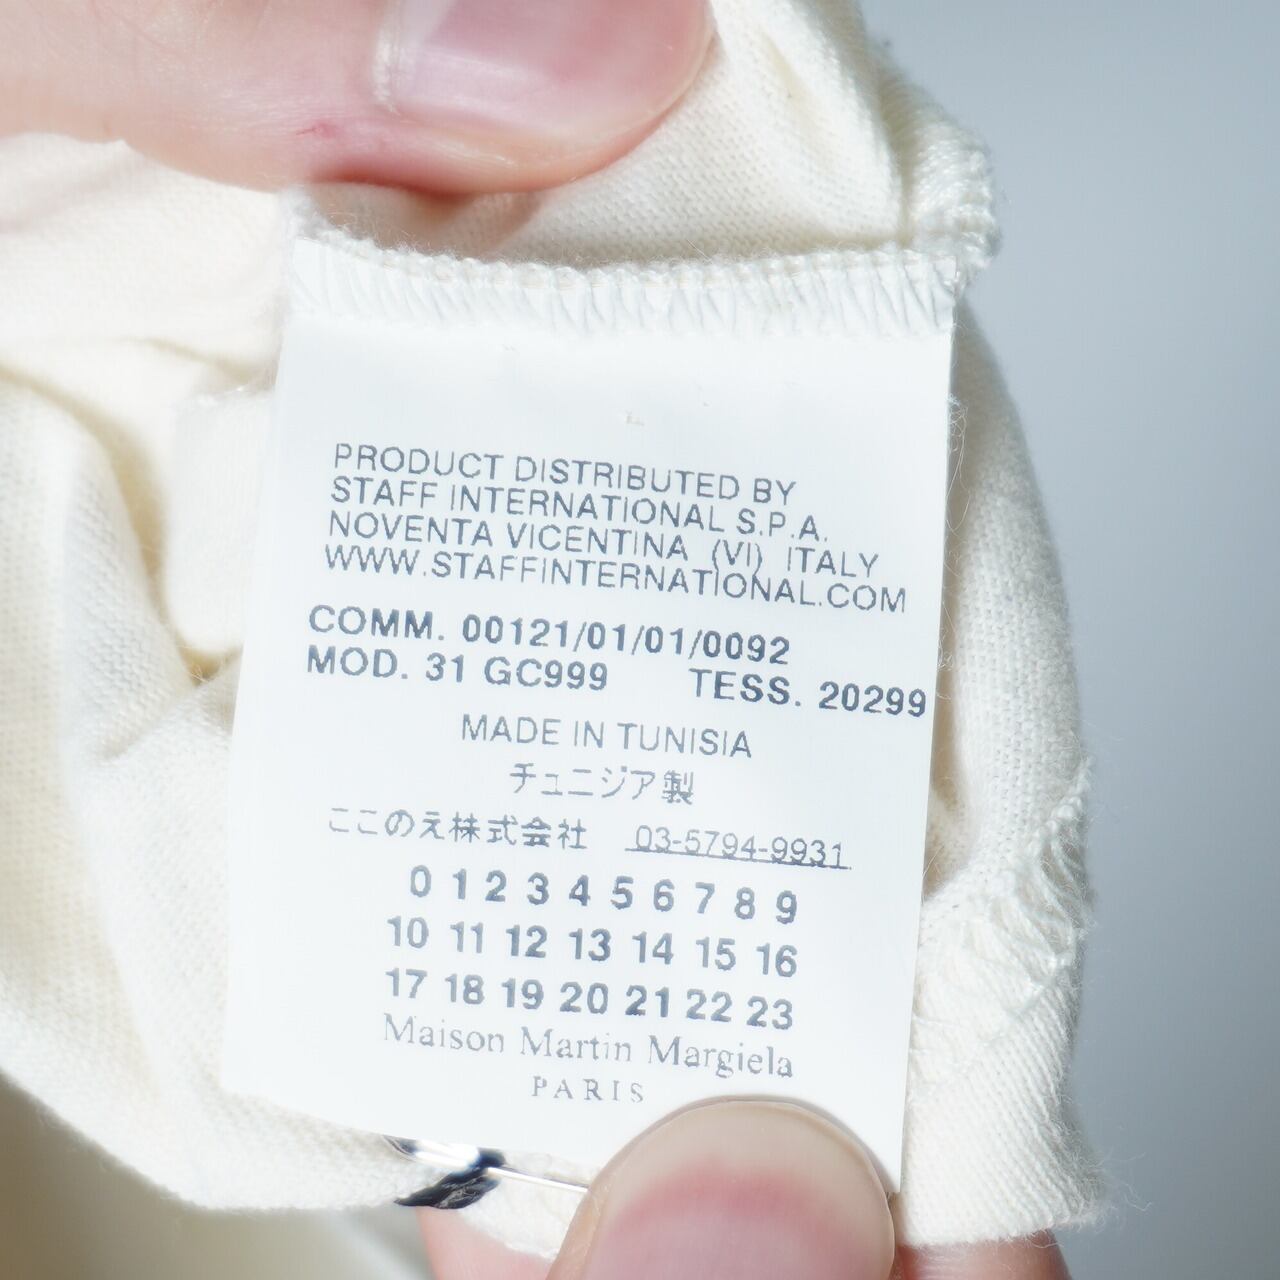 PRODUCT DISTRIBUTED BY
STAFF INTERNATIONAL S.P.A.
NOVENTA VICENTINA (VI) ITALY
WWW.STAFFINTERNATIONAL.COM
COMM. 00121/01/01/0092
MOD. 31 GC999 TESS. 20299
MADE IN TUNISIA
チュニジア製
ここのえ株式会社 03-5794-9931
0 1 2 3 4 5 6 7 8 9
10 11 12 13 14 15 16
17 18 19 20 21 22 23
Maison Martin Margiela
PARIS